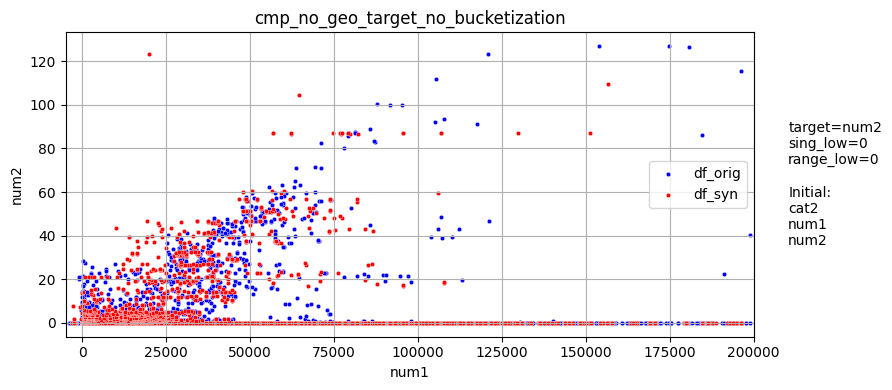 cmp_no_geo_target_no_bucketization
num2
120
100
80
60
40
20
0
0
25000
50000
75000
100000
125000
150000
175000
200000
num1
df_orig
df_syn
target=num2
sing_low=0
range_low=0
Initial:
cat2
num1
num2